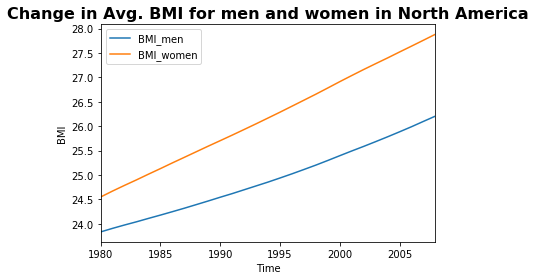 Change in Avg. BMI for men and women in North America
BMI_men
BMI_women
BMI
28.0
27.5
27.0
26.5
26.0
25.5
25.0
24.5
24.0
1980 1985 1990 1995 2000 2005
Time